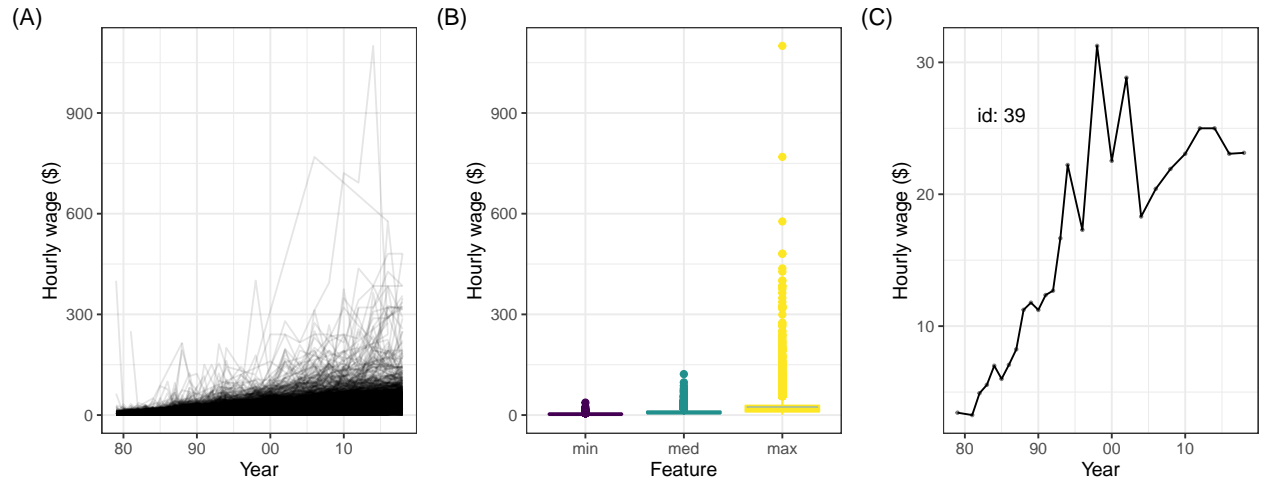 (A)
Hourly wage ($)
900
600
300
0
80 90 00 10
Year
(B)
Hourly wage ($)
900
600
300
0
min med max
Feature
(C)
Hourly wage ($)
30
20
10
id: 39
80 90 00 10
Year